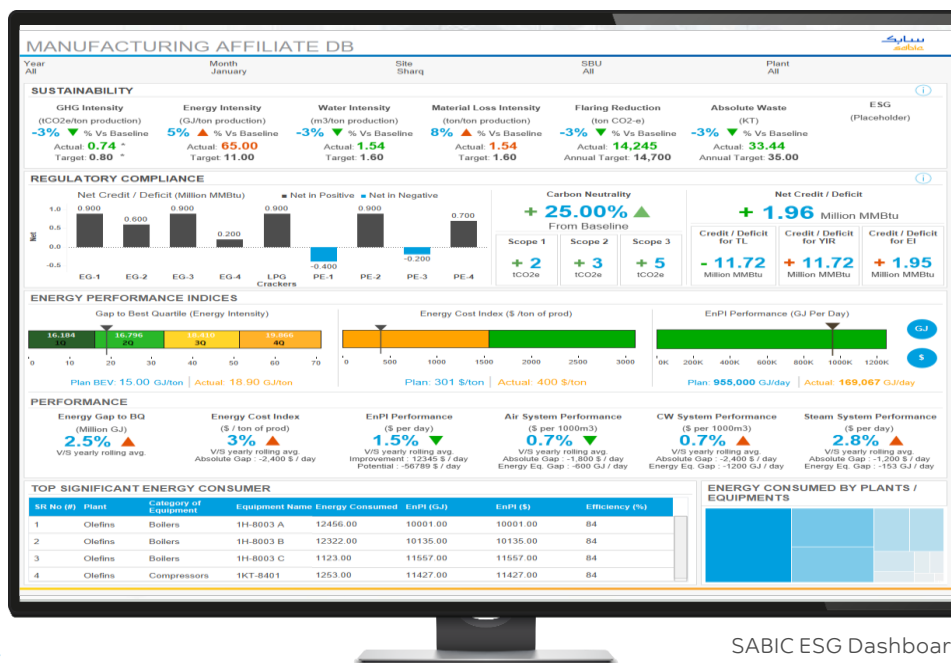 MANUFACTURING AFFILIATE DB
سابك
sabic
Year Month Site SBU Plant
All January Sharq All All
SUSTAINABILITY
GHG Intensity Energy Intensity Water Intensity Material Loss Intensity Flaring Reduction Absolute Waste ESG
(tCO2e/ton production) (GJ/ton production) (m3/ton production) (ton/ton production) (ton CO2-e) (KT) (Placeholder)
-3% ▼ % Vs Baseline 5% ▲ % Vs Baseline -3% ▼ % Vs Baseline 8% ▲ % Vs Baseline -3% ▼ % Vs Baseline -3% ▼ % Vs Baseline
Actual: 0.74 * Actual: 65.00 Actual: 1.54 Actual: 1.54 Actual: 14,245 Actual: 33.44
Target: 0.80 * Target: 11.00 Target: 1.60 Target: 1.60 Annual Target: 14,700 Annual Target: 35.00
REGULATORY COMPLIANCE
Net Credit / Deficit (Million MMBtu) Net in Positive Net in Negative
Net
1.0
0.5
0.0
-0.5
0.900 0.600 0.900 0.200 0.900 -0.400 0.900 -0.200 0.700
EG-1 EG-2 EG-3 EG-4 LPG Crackers PE-1 PE-2 PE-3 PE-4
Carbon Neutrality
+ 25.00% ▲
From Baseline
Scope 1 Scope 2 Scope 3
+ 2 + 3 + 5
tCO2e tCO2e tCO2e
Net Credit / Deficit
+ 1.96 Million MMBtu
Credit / Deficit for TL Credit / Deficit for YIR Credit / Deficit for EI
- 11.72 + 11.72 + 1.95
Million MMBtu Million MMBtu Million MMBtu
ENERGY PERFORMANCE INDICES
Gap to Best Quartile (Energy Intensity)
16,184 16,796 18,410 19,066
1Q 2Q 3Q 4Q
0 10 20 30 40 50 60 70
Plan BEV: 15.00 GJ/ton Actual: 18.90 GJ/ton
Energy Cost Index ($ /ton of prod)
0 500 1000 1500 2000 2500 3000
Plan: 301 $/ton Actual: 400 $/ton
EnPI Performance (GJ Per Day)
GJ
$
0K 200K 400K 600K 800K 1000K 1200K
Plan: 955,000 GJ/day Actual: 169,067 GJ/day
PERFORMANCE
Energy Gap to BQ Energy Cost Index EnPI Performance Air System Performance CW System Performance Steam System Performance
(Million GJ) ($ / ton of prod) ($ per day) ($ per 1000m3) ($ per 1000m3) ($ per day)
2.5% ▲ 3% ▲ 1.5% ▼ 0.7% ▼ 0.7% ▲ 2.8% ▲
V/S yearly rolling avg. V/S yearly rolling avg. V/S yearly rolling avg. V/S yearly rolling avg. V/S yearly rolling avg. V/S yearly rolling avg.
Absolute Gap : -2,400 $ / day Improvement : 12345 $ / day Absolute Gap : -1,800 $ / day Absolute Gap : -2,400 $ / day Absolute Gap : -1,200 $ / day
Potential : -56789 $ / day Energy Eq. Gap : -600 GJ / day Energy Eq. Gap : -1200 GJ / day Energy Eq. Gap : -153 GJ / day
TOP SIGNIFICANT ENERGY CONSUMER
SR No (#) Plant Category of Equipment Equipment Name Energy Consumed EnPI (GJ) EnPI ($) Efficiency (%)
1 Olefins Boilers 1H-8003 A 12456.00 10001.00 10001.00 84
2 Olefins Boilers 1H-8003 B 12322.00 10135.00 10135.00 84
3 Olefins Boilers 1H-8003 C 1123.00 11557.00 11557.00 84
4 Olefins Compressors 1KT-8401 1253.00 11427.00 11427.00 84
ENERGY CONSUMED BY PLANTS / EQUIPMENTS
SABIC ESG Dashboar